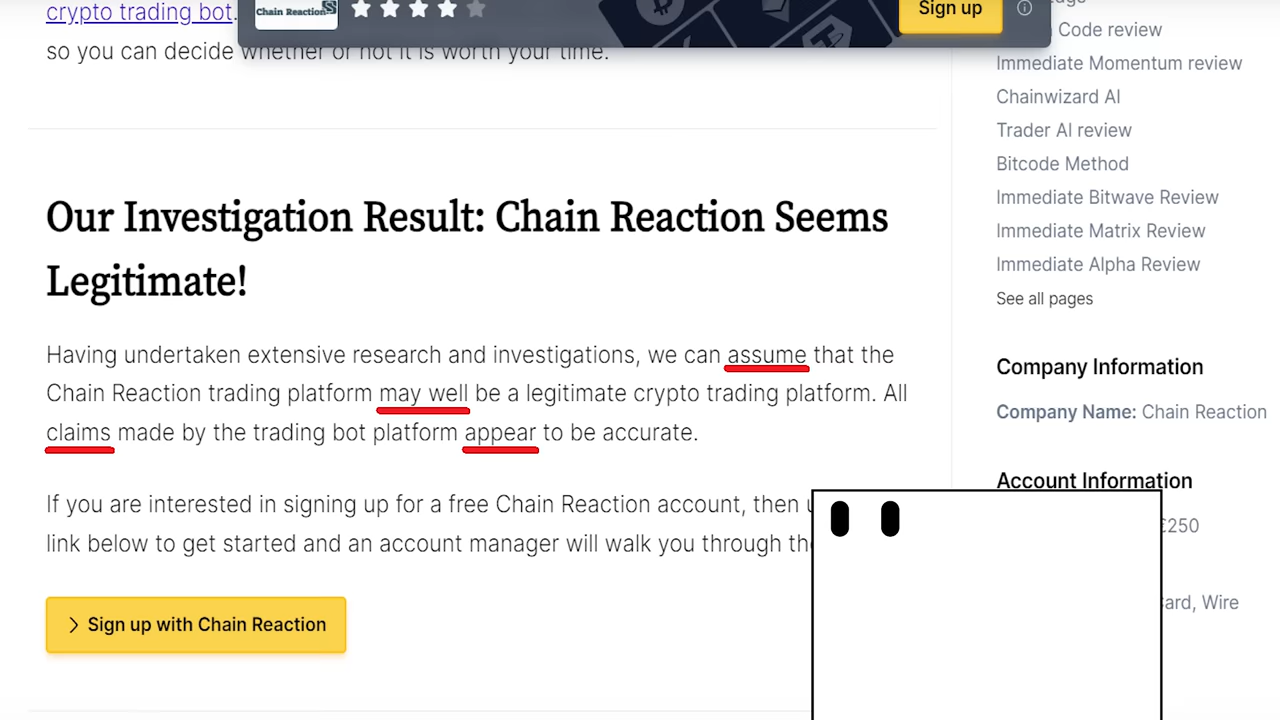 crypto trading bot.
Chain Reaction
Sign up
so you can decide whether or not it is worth your time.
Our Investigation Result: Chain Reaction Seems
Legitimate!
Having undertaken extensive research and investigations, we can assume that the
Chain Reaction trading platform may well be a legitimate crypto trading platform. All
claims made by the trading bot platform appear to be accurate.
If you are interested in signing up for a free Chain Reaction account, then
link below to get started and an account manager will walk you through
Sign up with Chain Reaction
Code review
Immediate Momentum review
Chainwizard AI
Trader AI review
Bitcode Method
Immediate Bitwave Review
Immediate Matrix Review
Immediate Alpha Review
See all pages
Company Information
Company Name: Chain Reaction
Account Information
£250
Wire